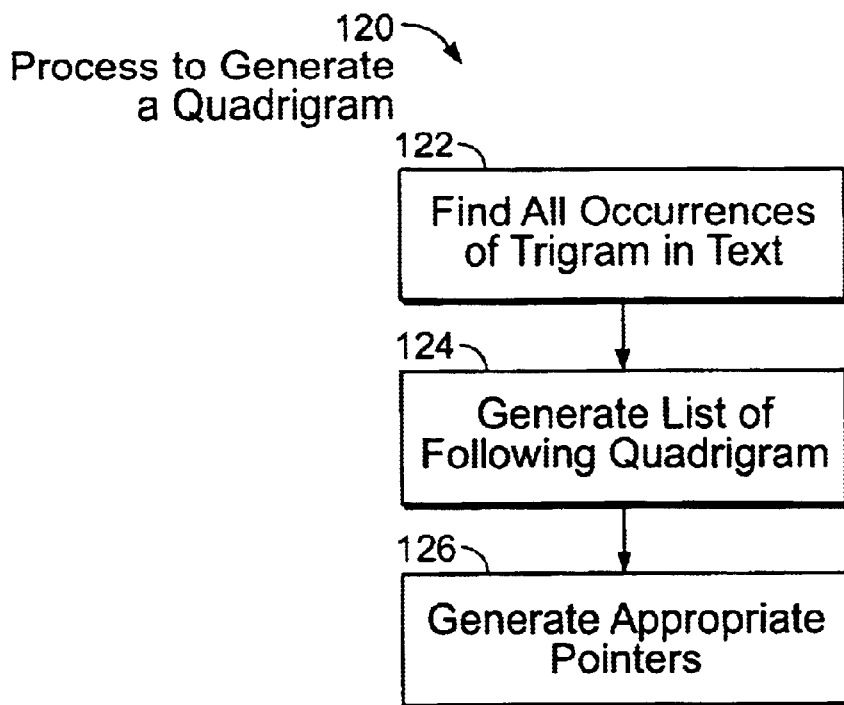 120
Process to Generate
a Quadrigram
122
Find All Occurrences
of Trigram in Text
124
Generate List of
Following Quadrigram
126
Generate Appropriate
Pointers